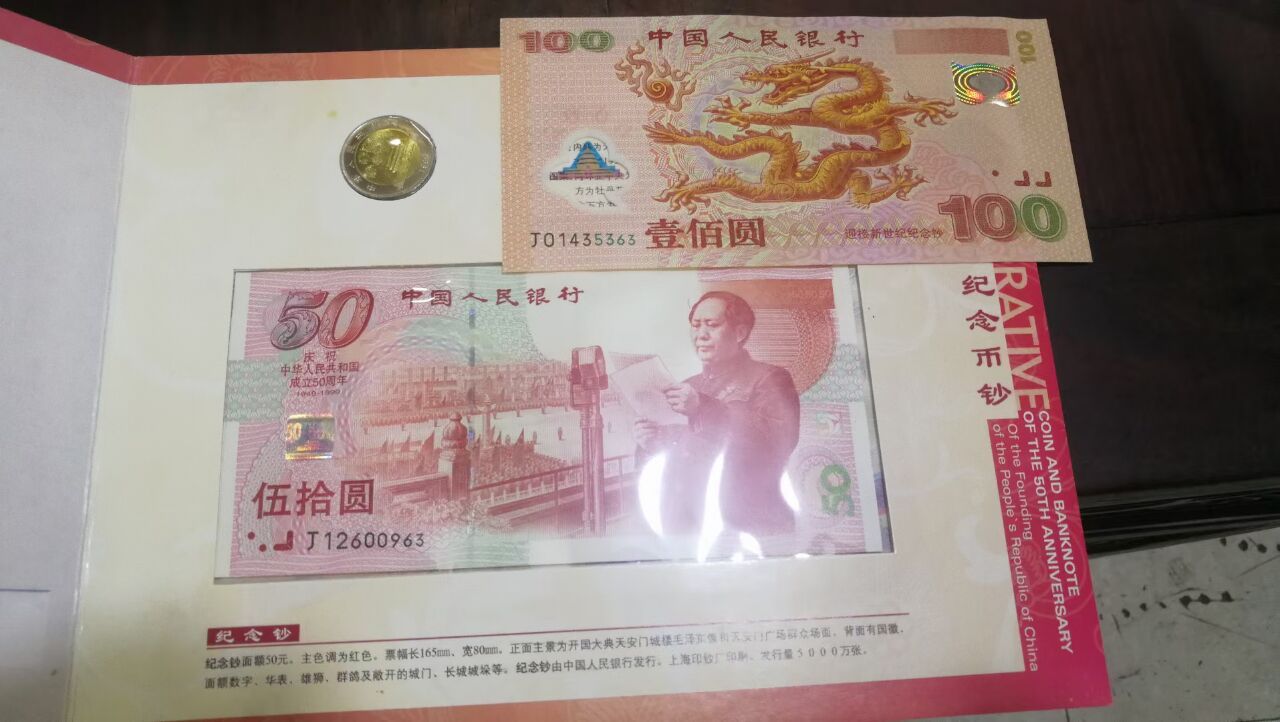 100 中国人民银行 100
J01435363 壹佰圆 迎接新世纪纪念钞 100
50 中国人民银行
庆祝
中华人民共和国
成立50周年
1949-1999
50
伍拾圆
50
J12600963
纪念币钞
RATIVE
COIN AND BANKNOTE
OF THE 50TH ANNIVERSARY
Of the Founding
of the People's Republic of China
纪念钞
纪念钞面额50元。主色调为红色。票幅长165mm、宽80mm。正面主景为开国大典天安门城楼毛泽东像和天安门广场群众场面。背面有国徽、
面额数字、华表、雄狮、群鸽及敞开的城门、长城城垛等。纪念钞由中国人民银行发行。上海印钞厂印刷。发行量5000万张。